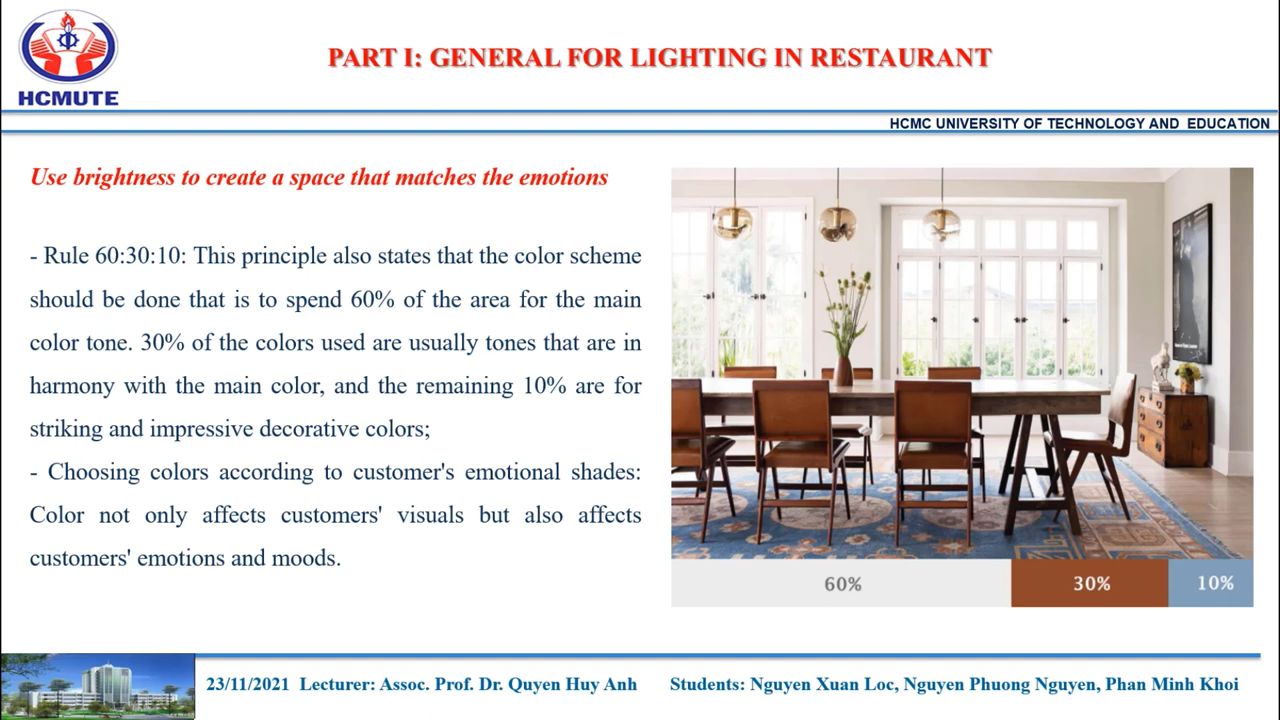 PART I: GENERAL FOR LIGHTING IN RESTAURANT
HCMUTE
HCMC UNIVERSITY OF TECHNOLOGY AND EDUCATION
Use brightness to create a space that matches the emotions
- Rule 60:30:10: This principle also states that the color scheme
should be done that is to spend 60% of the area for the main
color tone. 30% of the colors used are usually tones that are in
harmony with the main color, and the remaining 10% are for
striking and impressive decorative colors;
- Choosing colors according to customer's emotional shades:
Color not only affects customers' visuals but also affects
customers' emotions and moods.
60% 30% 10%
23/11/2021 Lecturer: Assoc. Prof. Dr. Quyen Huy Anh Students: Nguyen Xuan Loc, Nguyen Phuong Nguyen, Phan Minh Khoi